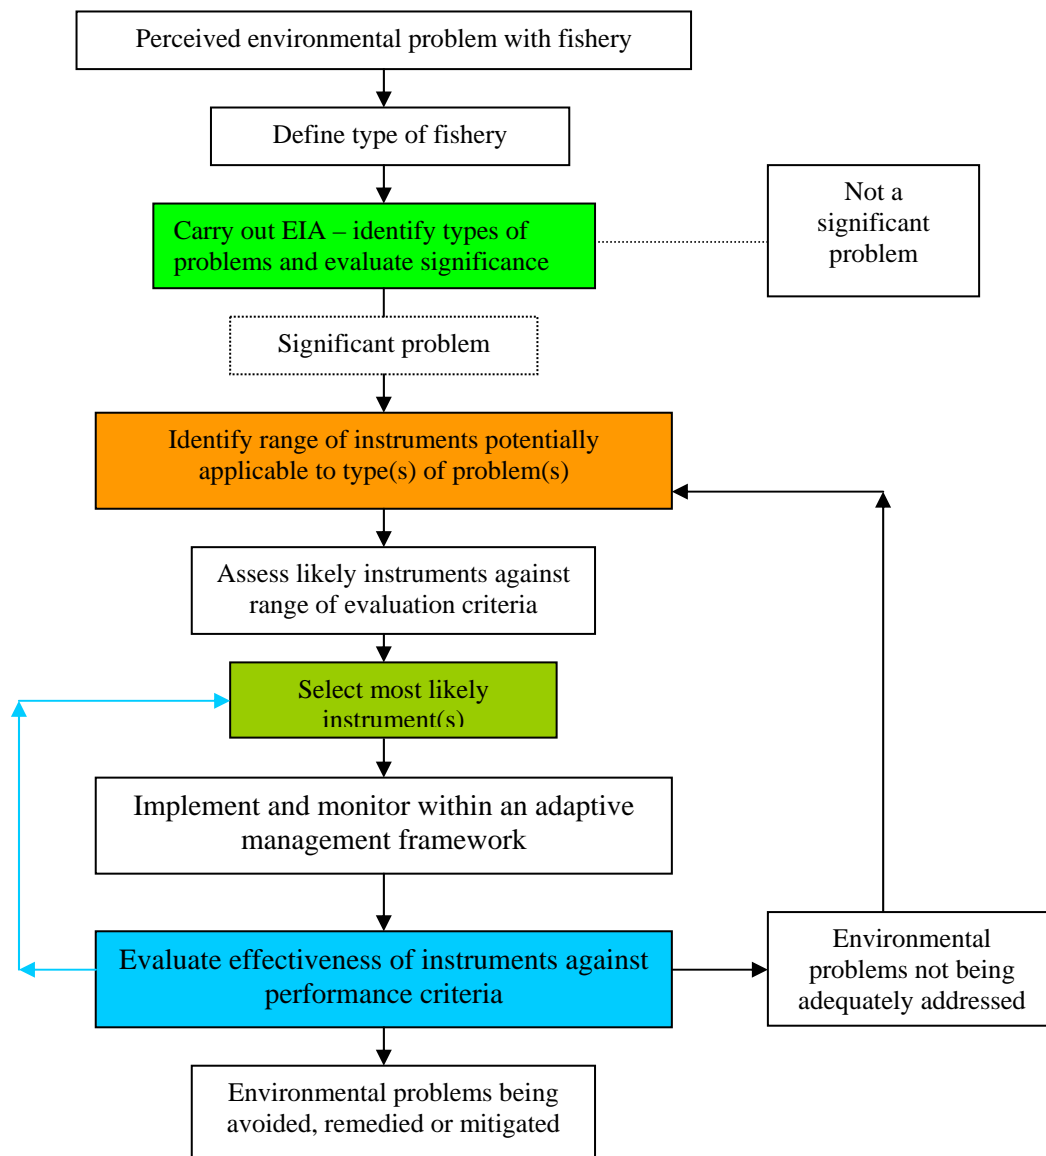 Perceived environmental problem with fishery
Define type of fishery
Carry out EIA – identify types of
problems and evaluate significance
Not a
significant
problem
Significant problem
Identify range of instruments potentially
applicable to type(s) of problem(s)
Assess likely instruments against
range of evaluation criteria
Select most likely
instrument(s)
Implement and monitor within an adaptive
management framework
Evaluate effectiveness of instruments against
performance criteria
Environmental
problems not being
adequately addressed
Environmental problems being
avoided, remedied or mitigated